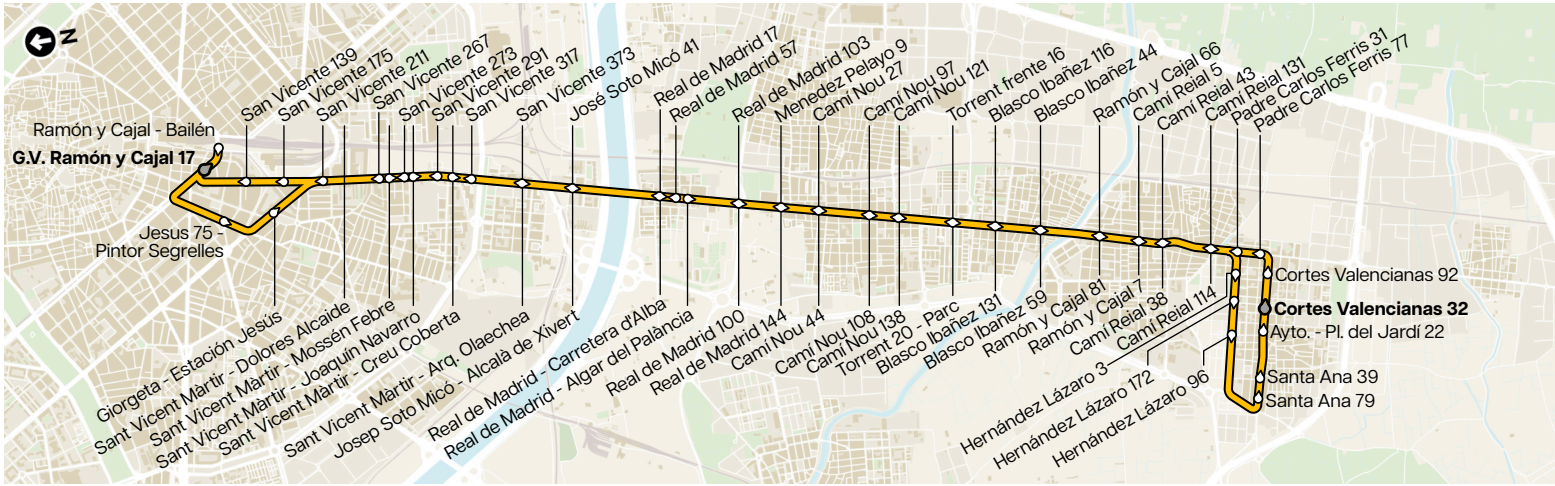 N
San Vicente 139
San Vicente 175
San Vicente 211
San Vicente 267
San Vicente 273
San Vicente 291
San Vicente 317
San Vicente 373
José Soto Micó 41
Real de Madrid 17
Real de Madrid 57
Real de Madrid 103
Menedez Pelayo 9
Camí Nou 27
Camí Nou 97
Camí Nou 121
Torrent frente 16
Blasco Ibañez 116
Blasco Ibañez 44
Ramón y Cajal 66
Camí Reial 5
Camí Reial 43
Camí Reial 131
Padre Carlos Ferris 31
Padre Carlos Ferris 77
Ramón y Cajal - Bailén
G.V. Ramón y Cajal 17
Jesus 75 -
Pintor Segrelles
Giorgeta - Estación Jesús
Sant Vicent Màrtir - Dolores Alcaide
Sant Vicent Màrtir - Mossén Febre
Sant Vicent Màrtir - Joaquín Navarro
Sant Vicent Màrtir - Creu Coberta
Sant Vicent Màrtir - Arq. Olaechea
Josep Soto Micó - Alcalà de Xivert
Real de Madrid - Carretera d'Alba
Real de Madrid - Algar del Palància
Real de Madrid 100
Real de Madrid 144
Camí Nou 44
Camí Nou 108
Camí Nou 138
Torrent 20 - Parc
Blasco Ibañez 131
Blasco Ibañez 59
Ramón y Cajal 81
Ramón y Cajal 7
Camí Reial 38
Camí Reial 114
Hernández Lázaro 3
Hernández Lázaro 172
Hernández Lázaro 96
Cortes Valencianas 92
Cortes Valencianas 32
Ayto. - Pl. del Jardí 22
Santa Ana 39
Santa Ana 79